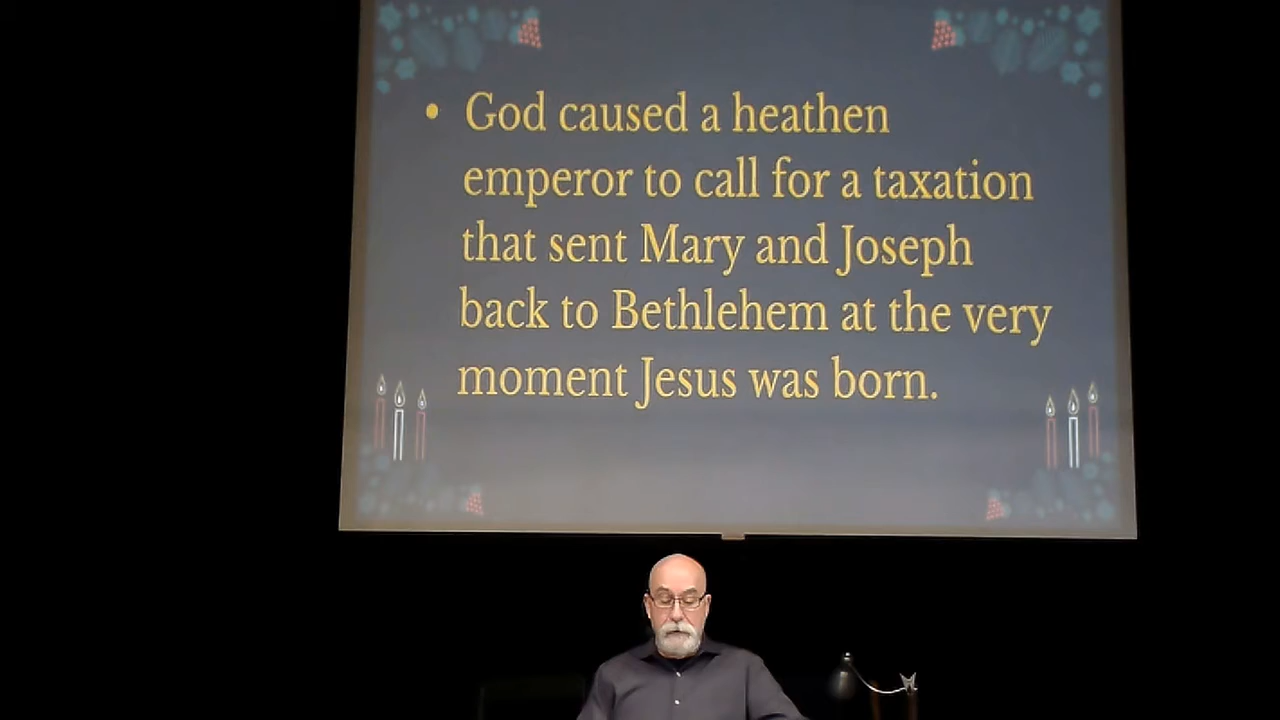 • God caused a heathen
emperor to call for a taxation
that sent Mary and Joseph
back to Bethlehem at the very
moment Jesus was born.